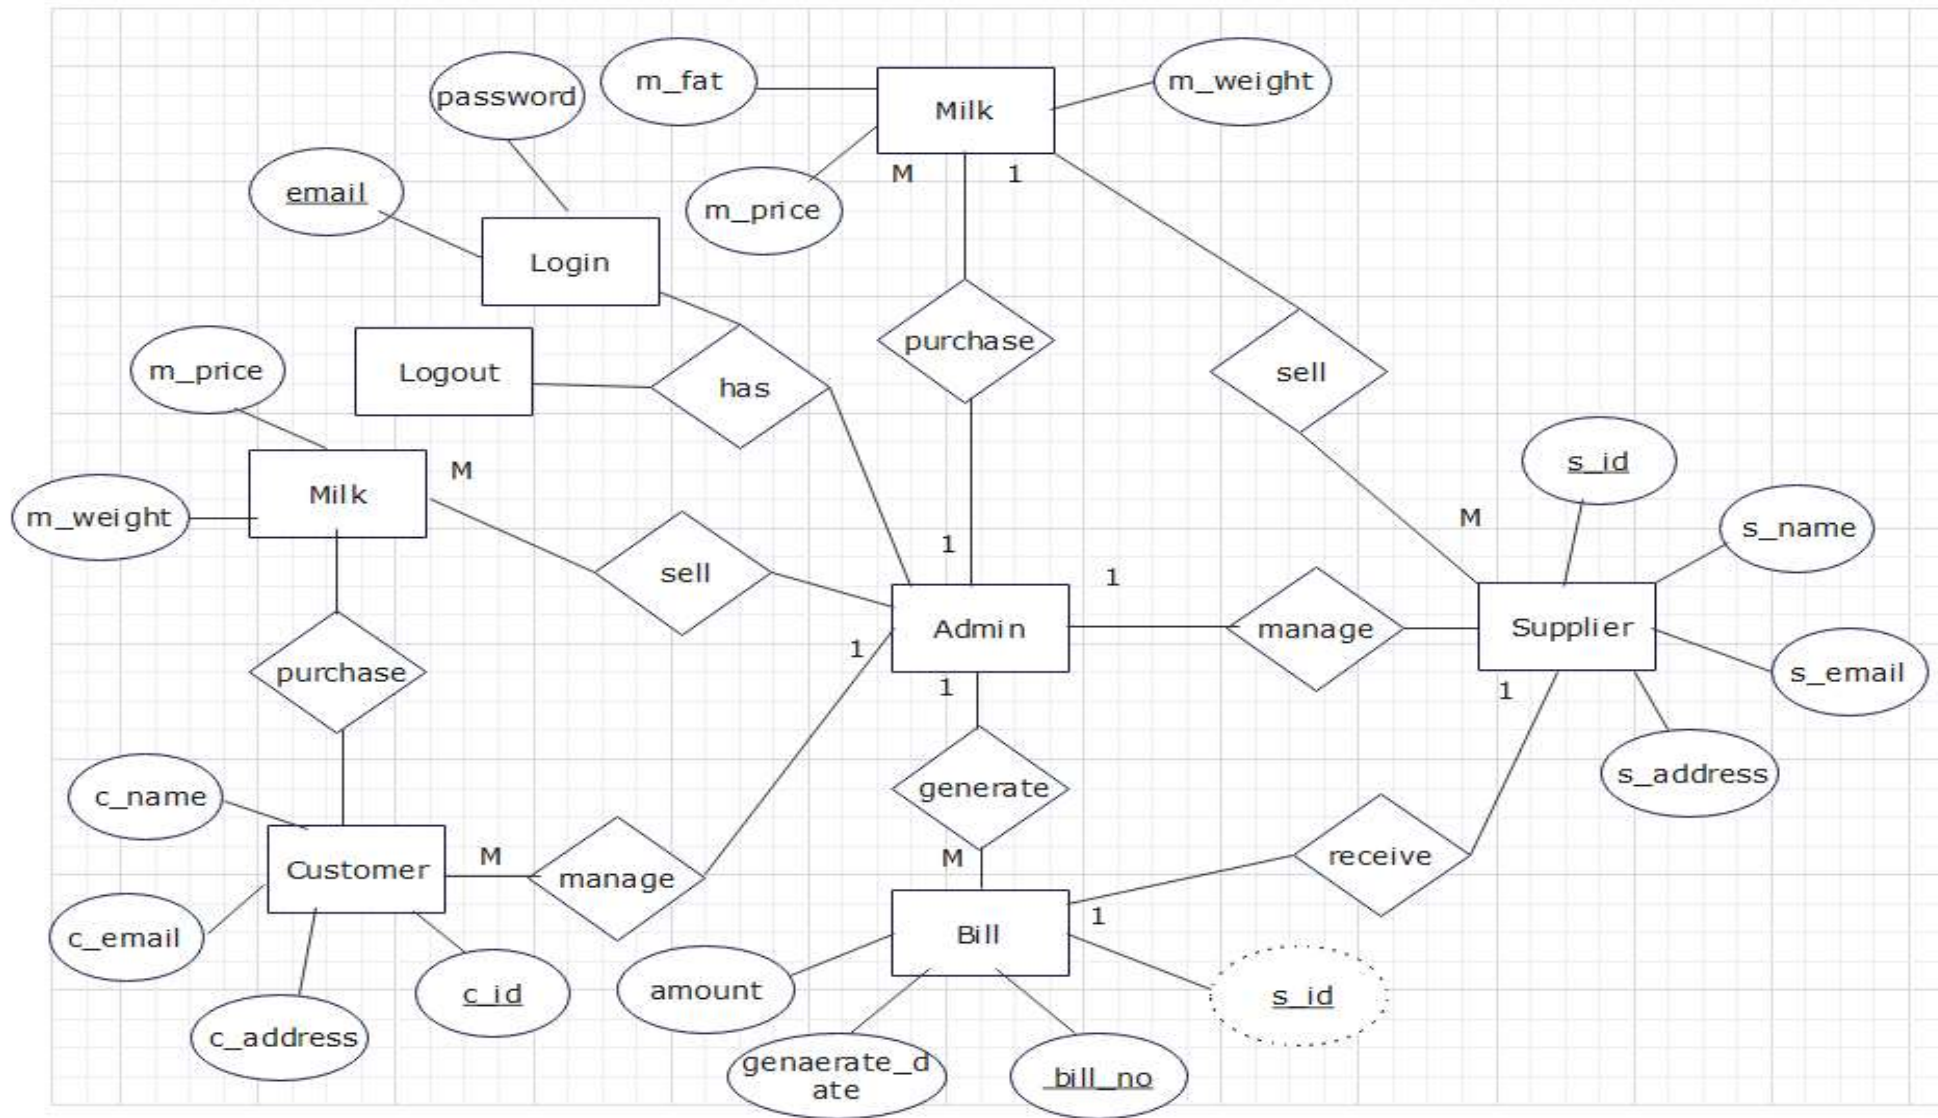 m_fat
m_weight
password
Milk
M
1
email
m_price
Login
purchase
m_price
Logout
has
sell
M
s_id
Milk
m_weight
M
s_name
1
sell
1
Admin
manage
Supplier
1
purchase
1
1
s_email
s_address
c_name
generate
M
M
receive
Customer
manage
1
c_email
Bill
amount
c_id
s_id
c_address
genaerate_d
ate
bill_no